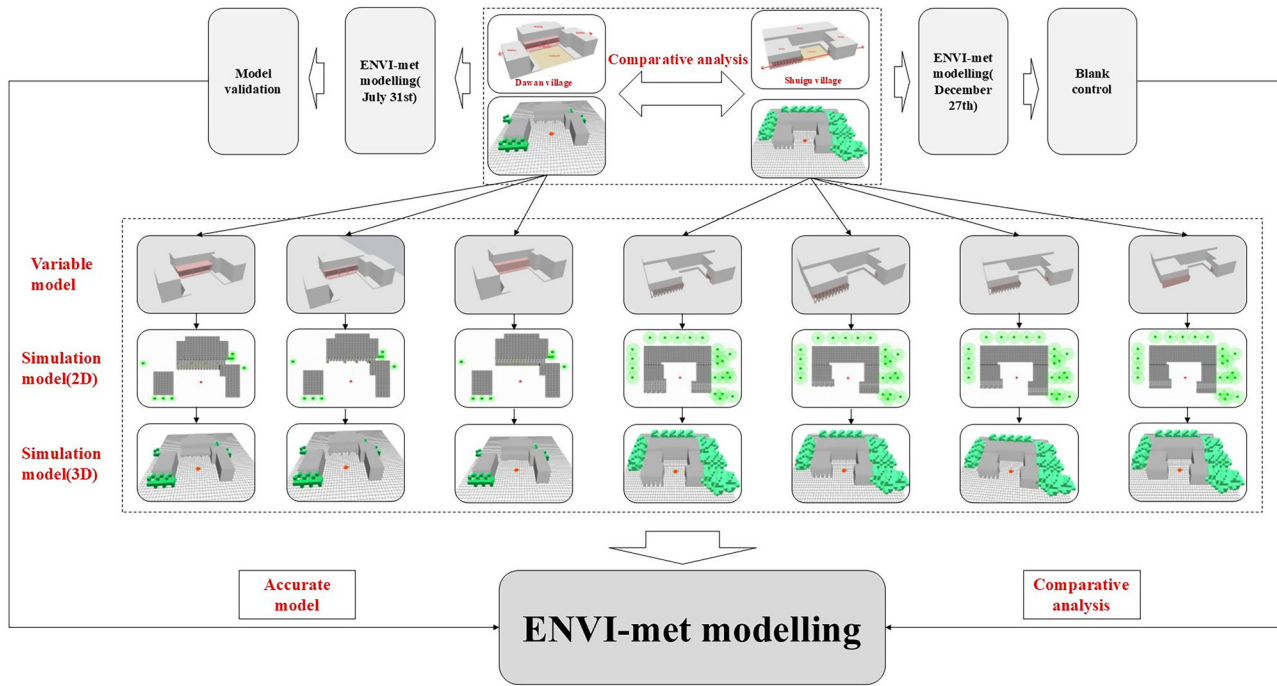 Model
validation
ENVI-met
modelling(
July 31st)
Dawan village
Comparative analysis
Shuigu village
ENVI-met
modelling(
December
27th)
Blank
control
Variable
model
Simulation
model(2D)
Simulation
model(3D)
Accurate
model
ENVI-met modelling
Comparative
analysis